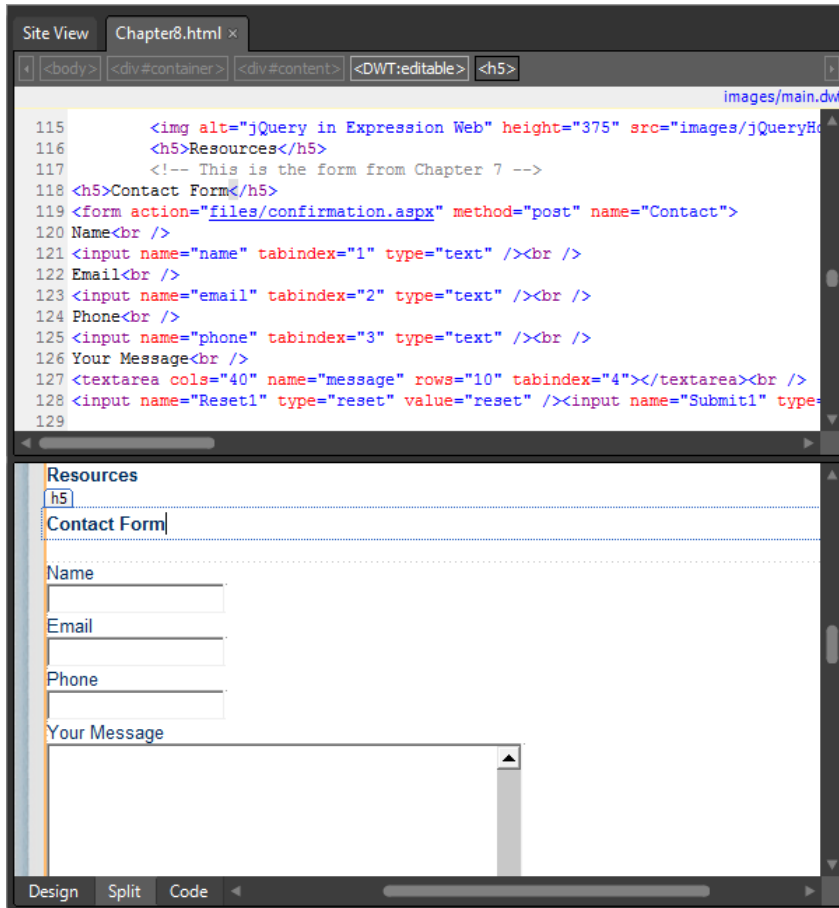 Site View Chapter8.html ×
<body> <div#container> <div#content> <DWT:editable> <h5>
images/main.dw
115 <img alt="jQuery in Expression Web" height="375" src="images/jQueryHo
116 <h5>Resources</h5>
117 <!-- This is the form from Chapter 7 -->
118 <h5>Contact Form</h5>
119 <form action="files/confirmation.aspx" method="post" name="Contact">
120 Name<br />
121 <input name="name" tabindex="1" type="text" /><br />
122 Email<br />
123 <input name="email" tabindex="2" type="text" /><br />
124 Phone<br />
125 <input name="phone" tabindex="3" type="text" /><br />
126 Your Message<br />
127 <textarea cols="40" name="message" rows="10" tabindex="4"></textarea><br />
128 <input name="Reset1" type="reset" value="reset" /><input name="Submit1" type=
129
Resources
h5
Contact Form
Name
Email
Phone
Your Message
Design Split Code